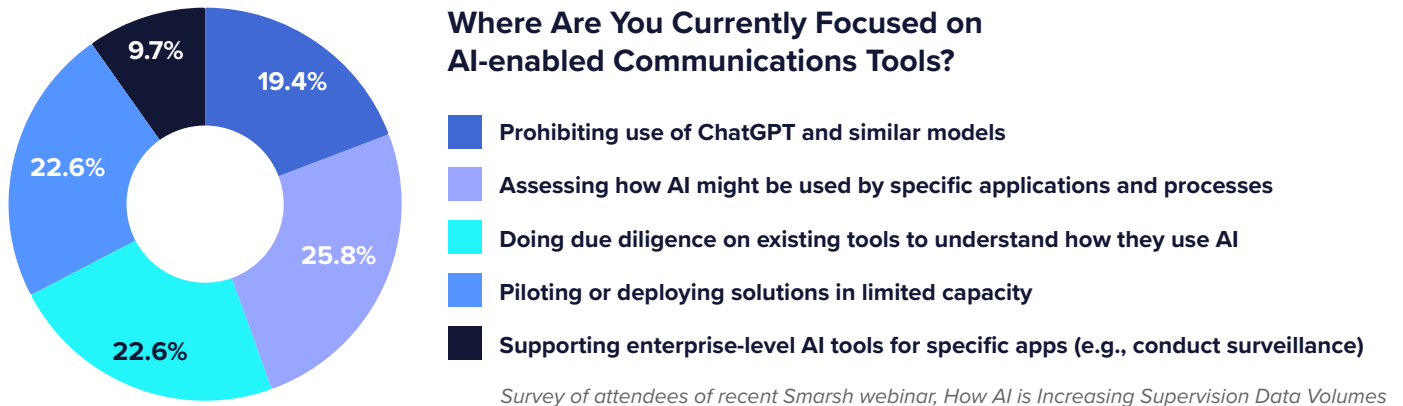 Where Are You Currently Focused on
AI-enabled Communications Tools?
9.7%
19.4%
22.6%
25.8%
22.6%
Prohibiting use of ChatGPT and similar models
Assessing how AI might be used by specific applications and processes
Doing due diligence on existing tools to understand how they use AI
Piloting or deploying solutions in limited capacity
Supporting enterprise-level AI tools for specific apps (e.g., conduct surveillance)
Survey of attendees of recent Smarsh webinar, How AI is Increasing Supervision Data Volumes